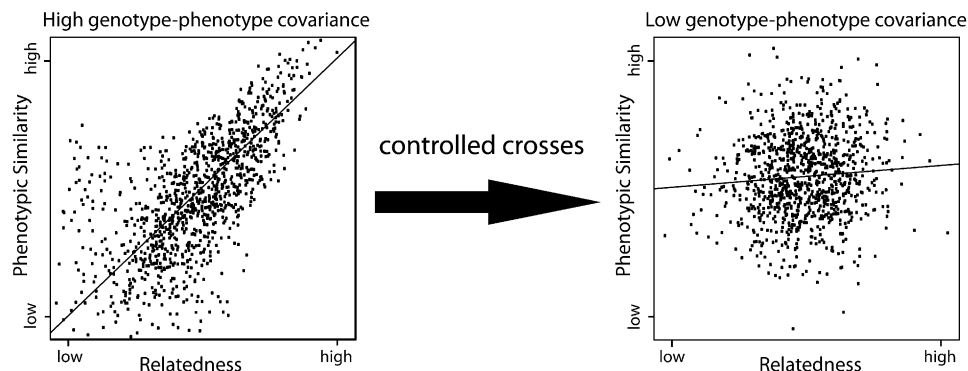 High genotype-phenotype covariance
high
Phenotypic Similarity
low
low
high
Relatedness
controlled crosses
Low genotype-phenotype covariance
high
Phenotypic Similarity
low
low
high
Relatedness